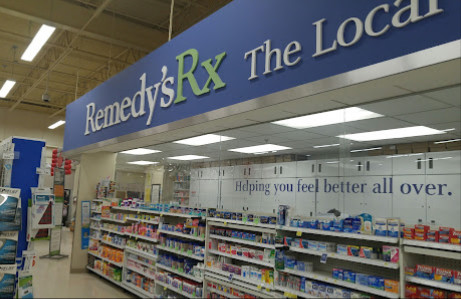 Remedy'sRx The Local
Helping you feel better all over.